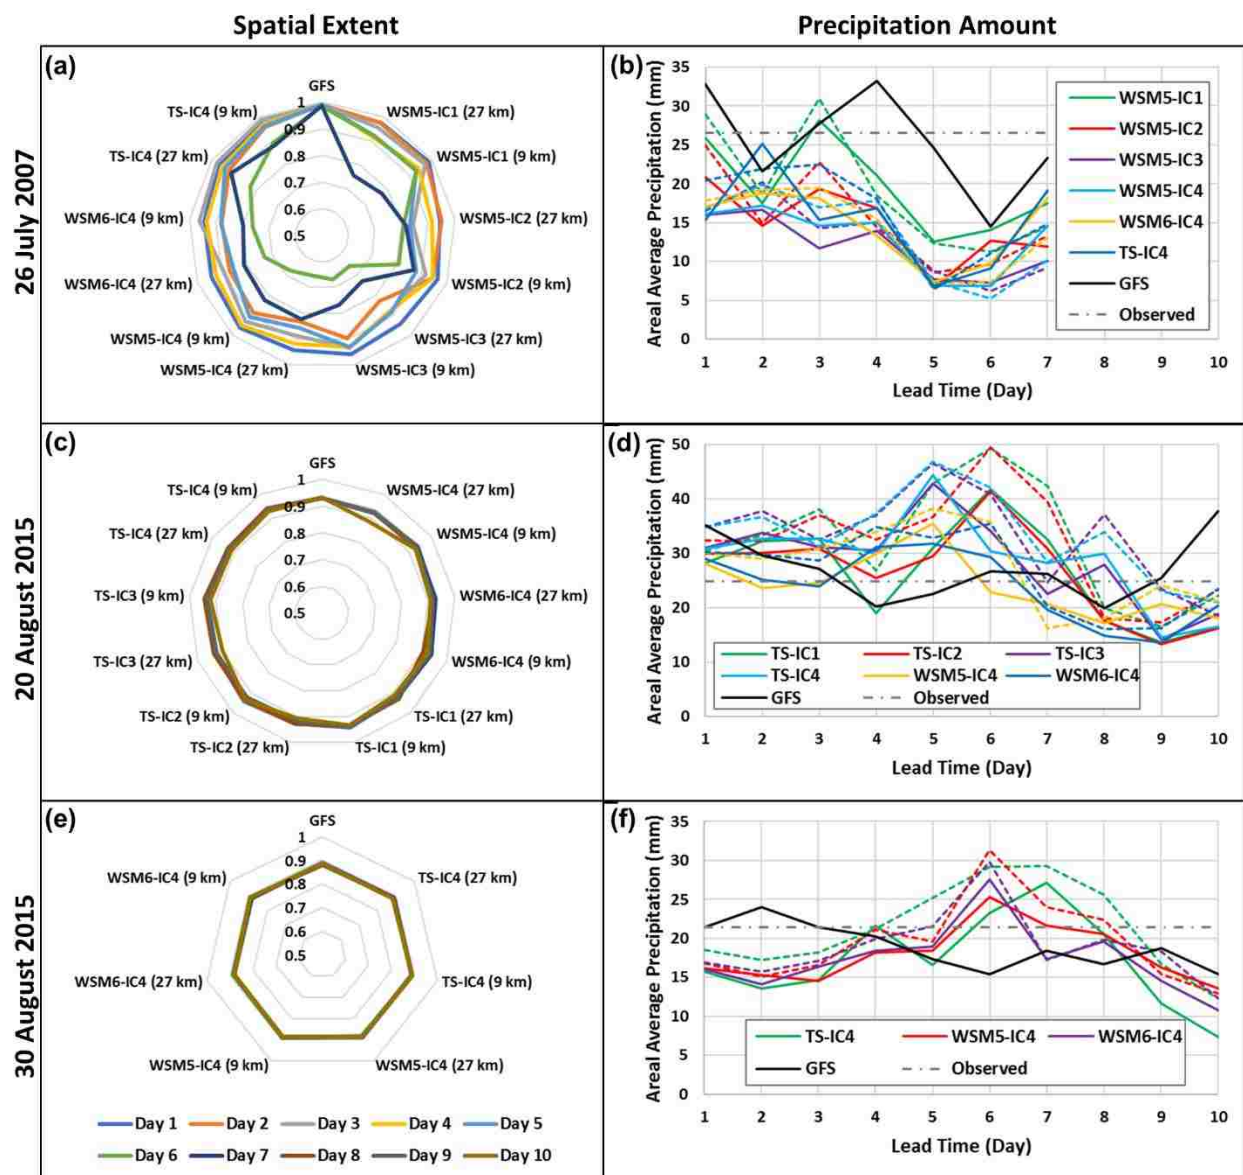 Spatial Extent
Precipitation Amount
26 July 2007
(a)
GFS
WSM5-IC1 (27 km)
WSM5-IC1 (9 km)
WSM5-IC2 (27 km)
WSM5-IC2 (9 km)
WSM5-IC3 (27 km)
WSM5-IC3 (9 km)
WSM5-IC4 (27 km)
WSM5-IC4 (9 km)
WSM6-IC4 (27 km)
WSM6-IC4 (9 km)
TS-IC4 (27 km)
TS-IC4 (9 km)
1
0.9
0.8
0.7
0.6
0.5
(b)
Areal Average Precipitation (mm)
35
30
25
20
15
10
5
0
1 2 3 4 5 6 7 8 9 10
Lead Time (Day)
WSM5-IC1
WSM5-IC2
WSM5-IC3
WSM5-IC4
WSM6-IC4
TS-IC4
GFS
Observed
20 August 2015
(c)
GFS
WSM5-IC4 (27 km)
WSM5-IC4 (9 km)
WSM6-IC4 (27 km)
WSM6-IC4 (9 km)
TS-IC1 (27 km)
TS-IC1 (9 km)
TS-IC2 (27 km)
TS-IC2 (9 km)
TS-IC3 (27 km)
TS-IC3 (9 km)
TS-IC4 (27 km)
TS-IC4 (9 km)
1
0.9
0.8
0.7
0.6
0.5
(d)
Areal Average Precipitation (mm)
50
40
30
20
10
0
TS-IC1 TS-IC2 TS-IC3
TS-IC4 WSM5-IC4 WSM6-IC4
GFS Observed
1 2 3 4 5 6 7 8 9 10
Lead Time (Day)
30 August 2015
(e)
GFS
TS-IC4 (27 km)
TS-IC4 (9 km)
WSM5-IC4 (27 km)
WSM5-IC4 (9 km)
WSM6-IC4 (27 km)
WSM6-IC4 (9 km)
1
0.9
0.8
0.7
0.6
0.5
Day 1 Day 2 Day 3 Day 4 Day 5
Day 6 Day 7 Day 8 Day 9 Day 10
(f)
Areal Average Precipitation (mm)
35
30
25
20
15
10
5
0
TS-IC4 WSM5-IC4 WSM6-IC4
GFS Observed
1 2 3 4 5 6 7 8 9 10
Lead Time (Day)